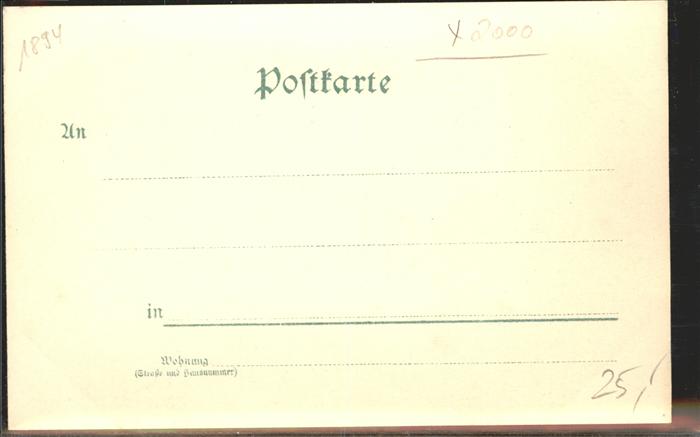 1894
x 2000
Postkarte
An
in
Wohnung
(Straße und Hausnummer)
25,-